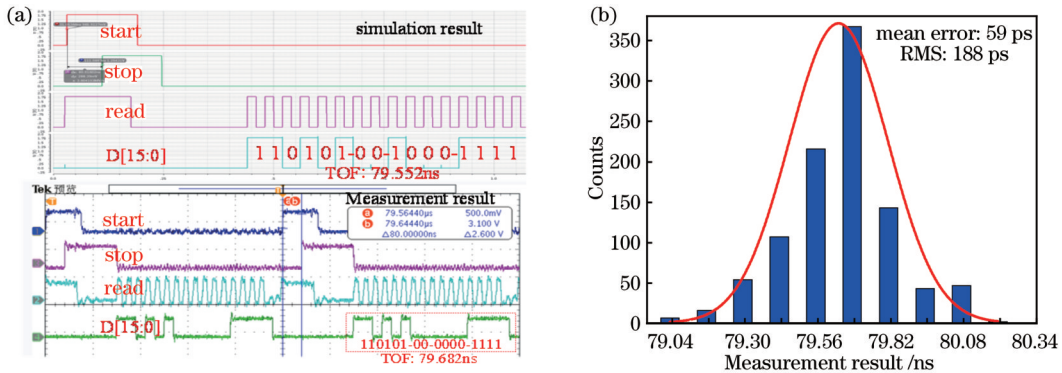 (a)
start
simulation result
stop
read
D[15:0]
1 1 0 1 0 1-0 0-1 0 0 0-1 1 1 1
TOF: 79.552ns
Tek 预览
Measurement result
start
a 79.56440μs 500.0mV
b 79.64440μs 3.100 V
△80.00000ns △2.600 V
stop
read
D[15:0]
110101-00-0000-1111
TOF: 79.682ns
(b)
mean error: 59 ps
RMS: 188 ps
Counts
350
300
250
200
150
100
50
0
79.04 79.30 79.56 79.82 80.08 80.34
Measurement result /ns